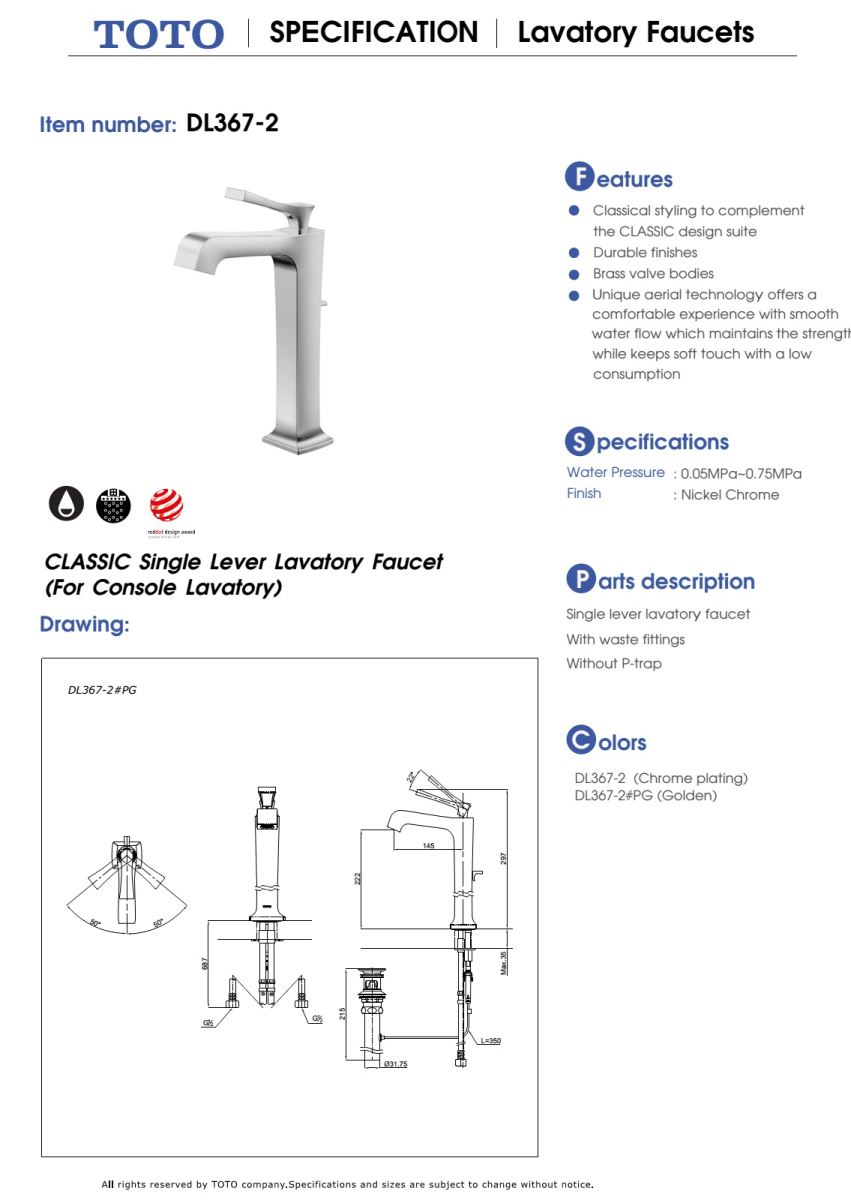 TOTO | SPECIFICATION | Lavatory Faucets
Item number: DL367-2
Features
Classical styling to complement
the CLASSIC design suite
Durable finishes
Brass valve bodies
Unique aerial technology offers a
comfortable experience with smooth
water flow which maintains the strength
while keeps soft touch with a low
consumption
Specifications
Water Pressure : 0.05MPa~0.75MPa
Finish : Nickel Chrome
reddot design award
CLASSIC Single Lever Lavatory Faucet
(For Console Lavatory)
Parts description
Single lever lavatory faucet
With waste fittings
Without P-trap
Colors
DL367-2 (Chrome plating)
DL367-2#PG (Golden)
Drawing:
DL367-2#PG
22°
145
222
297
50°
50°
687
G½
G½
Max.35
215
L=350
Ø31.75
All rights reserved by TOTO company.Specifications and sizes are subject to change without notice.